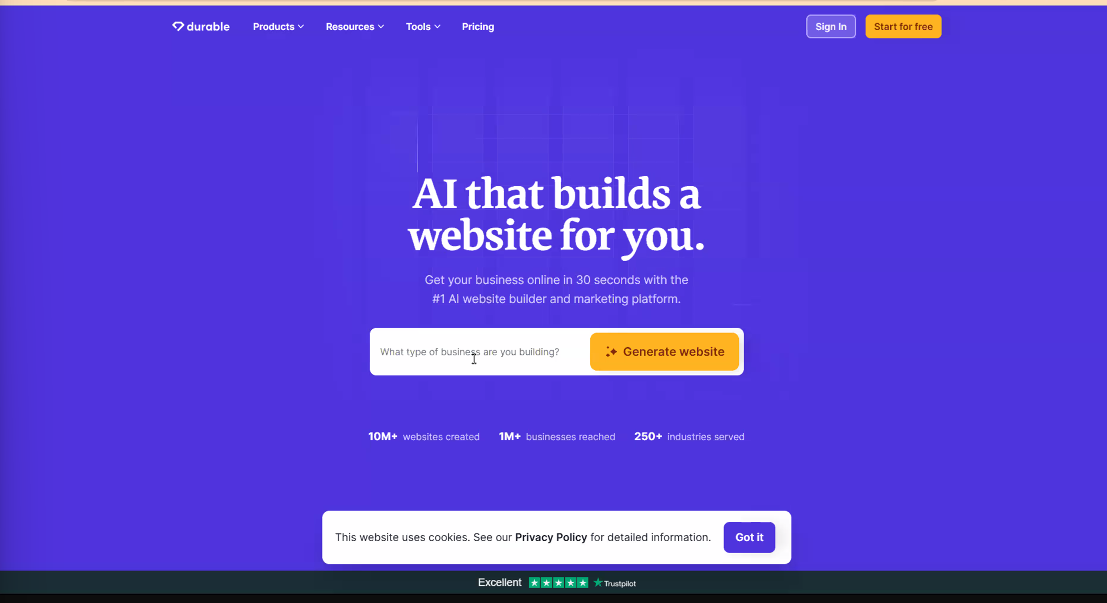 durable
Products
Resources
Tools
Pricing
Sign In
Start for free
AI that builds a
website for you.
Get your business online in 30 seconds with the
#1 AI website builder and marketing platform.
What type of business are you building?
Generate website
10M+ websites created
1M+ businesses reached
250+ industries served
This website uses cookies. See our Privacy Policy for detailed information.
Got it
Excellent
Trustpilot